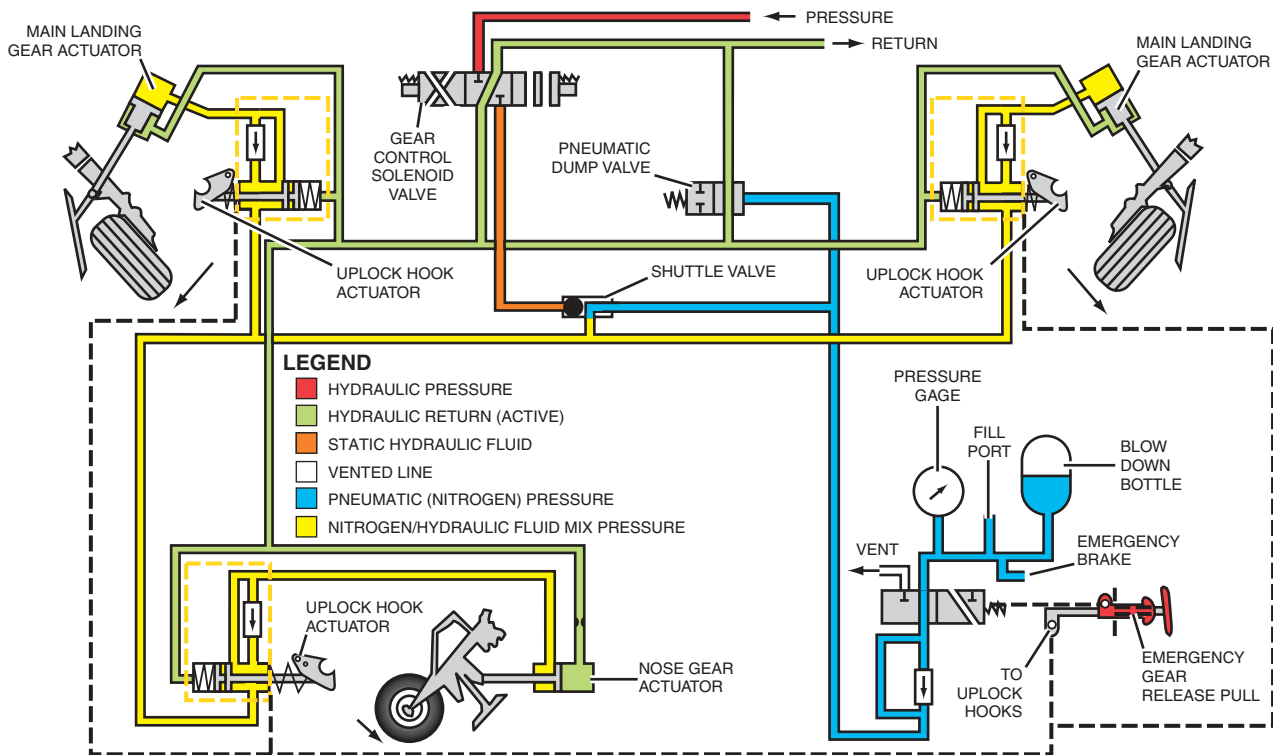 PRESSURE
RETURN
MAIN LANDING
GEAR ACTUATOR
MAIN LANDING
GEAR ACTUATOR
GEAR
CONTROL
SOLENOID
VALVE
PNEUMATIC
DUMP VALVE
UPLOCK HOOK
ACTUATOR
SHUTTLE VALVE
UPLOCK HOOK
ACTUATOR
LEGEND
HYDRAULIC PRESSURE
HYDRAULIC RETURN (ACTIVE)
STATIC HYDRAULIC FLUID
VENTED LINE
PNEUMATIC (NITROGEN) PRESSURE
NITROGEN/HYDRAULIC FLUID MIX PRESSURE
PRESSURE
GAGE
FILL
PORT
BLOW
DOWN
BOTTLE
VENT
EMERGENCY
BRAKE
UPLOCK HOOK
ACTUATOR
NOSE GEAR
ACTUATOR
TO
UPLOCK
HOOKS
EMERGENCY
GEAR
RELEASE PULL